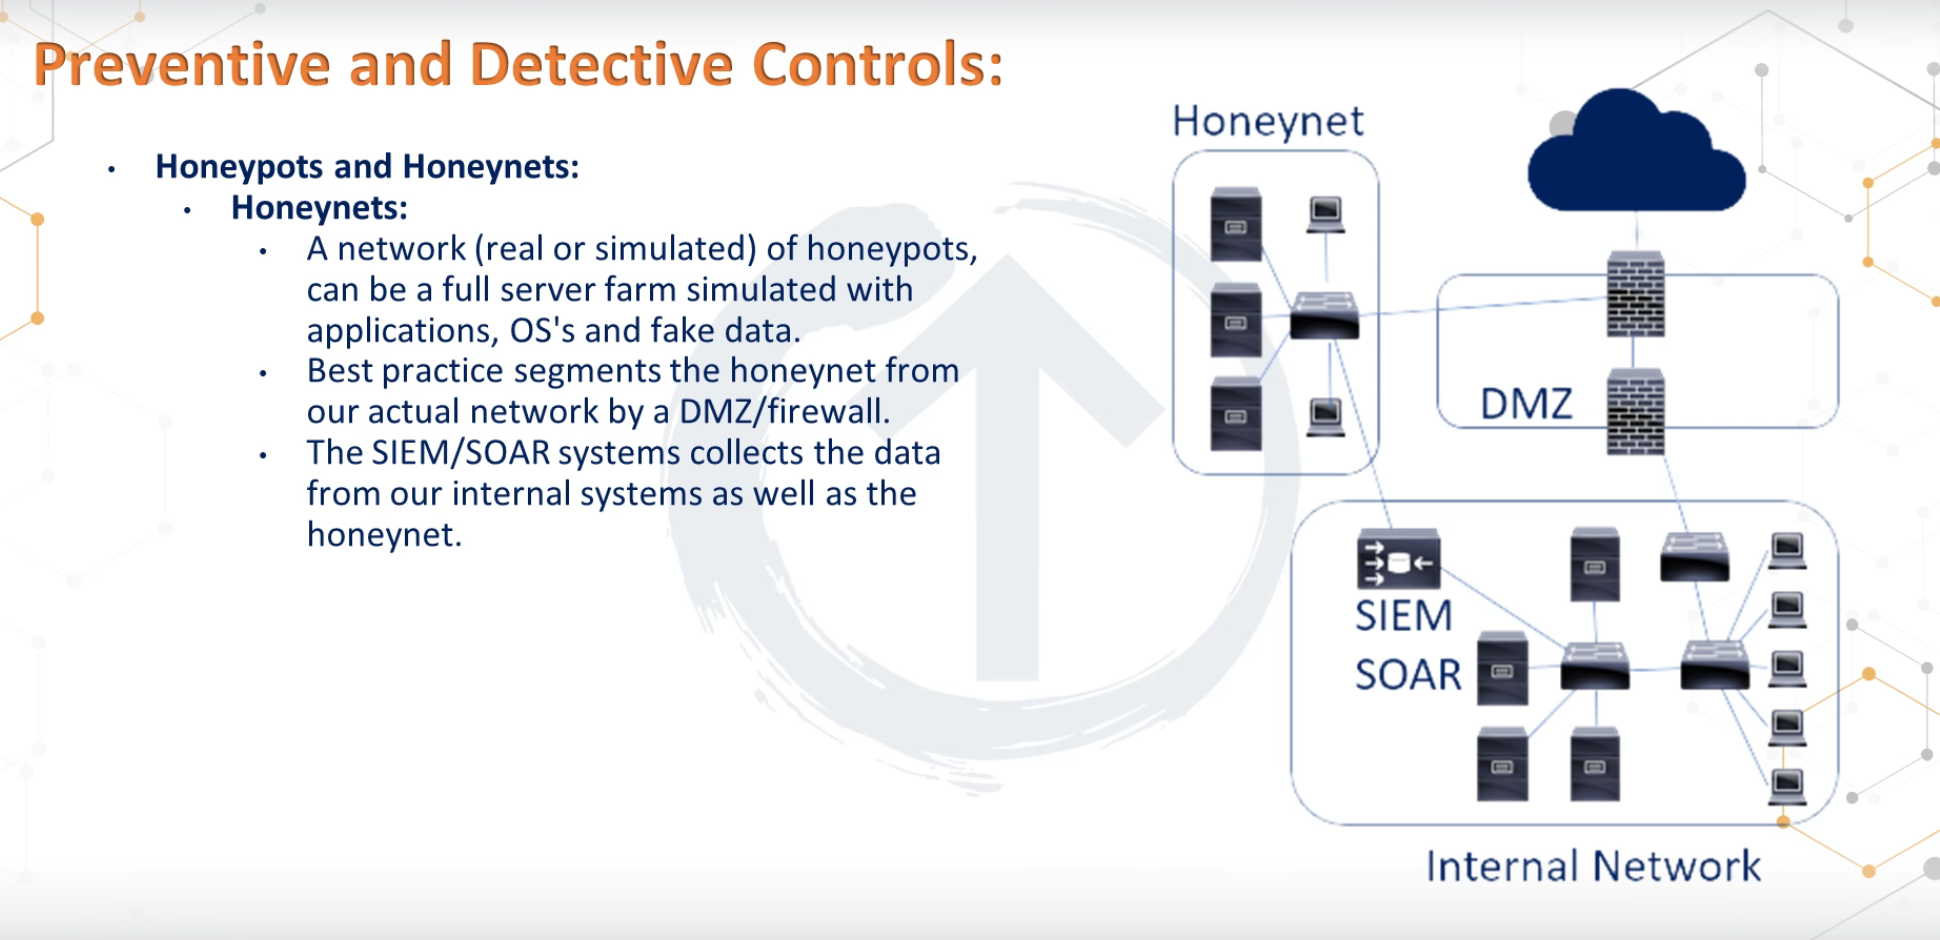 Preventive and Detective Controls:
• Honeypots and Honeynets:
• Honeynets:
• A network (real or simulated) of honeypots,
can be a full server farm simulated with
applications, OS's and fake data.
• Best practice segments the honeynet from
our actual network by a DMZ/firewall.
• The SIEM/SOAR systems collects the data
from our internal systems as well as the
honeynet.
Honeynet
DMZ
SIEM
SOAR
Internal Network